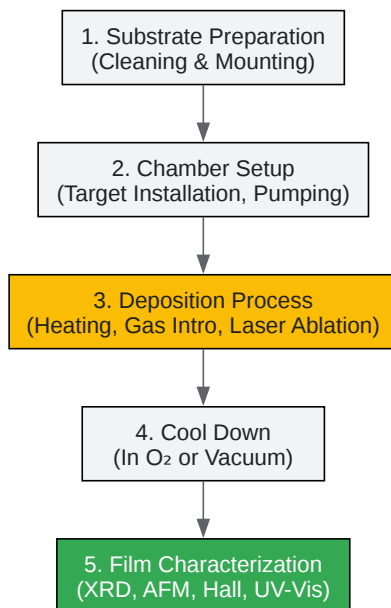 1. Substrate Preparation
(Cleaning & Mounting)
2. Chamber Setup
(Target Installation, Pumping)
3. Deposition Process
(Heating, Gas Intro, Laser Ablation)
4. Cool Down
(In O₂ or Vacuum)
5. Film Characterization
(XRD, AFM, Hall, UV-Vis)